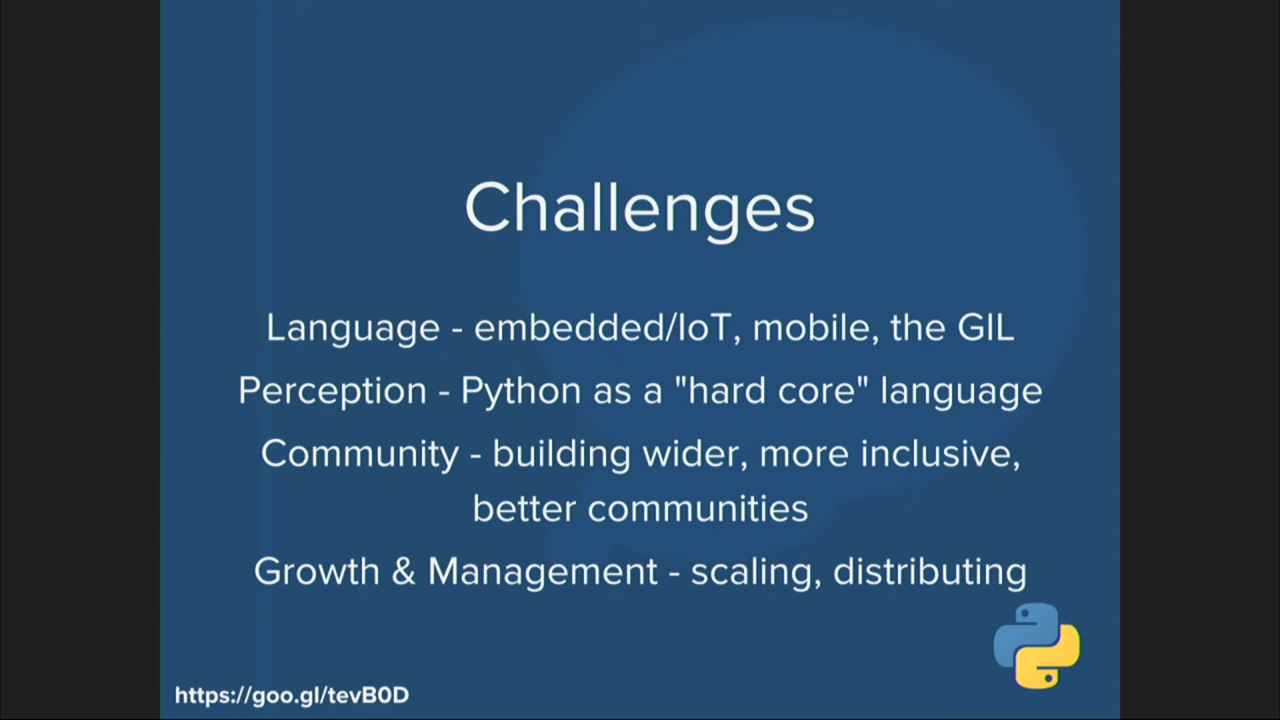 Challenges
Language - embedded/IoT, mobile, the GIL
Perception - Python as a "hard core" language
Community - building wider, more inclusive,
better communities
Growth & Management - scaling, distributing
https://goo.gl/tevB0D